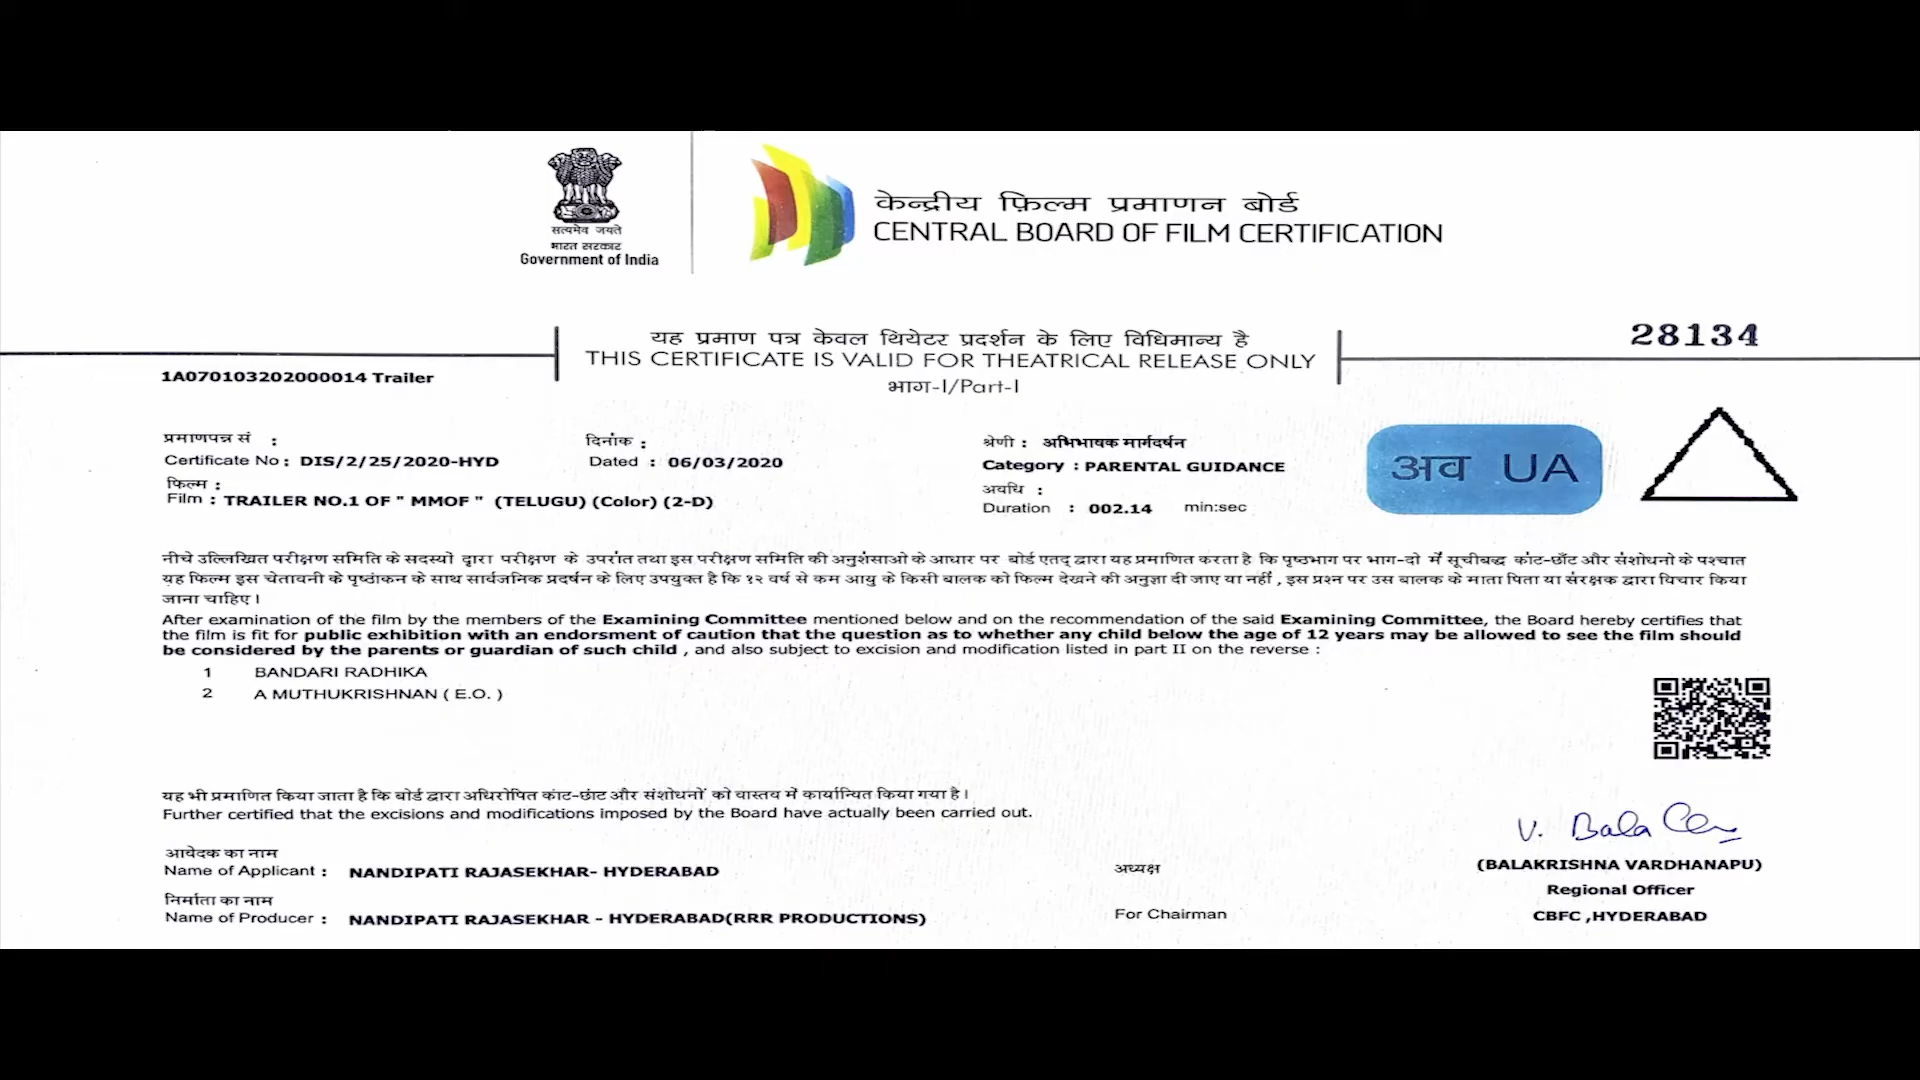 सत्यमेव जयते
भारत सरकार
Government of India
केन्द्रीय फ़िल्म प्रमाणन बोर्ड
CENTRAL BOARD OF FILM CERTIFICATION
28134
यह प्रमाण पत्र केवल थियेटर प्रदर्शन के लिए विधिमान्य है
THIS CERTIFICATE IS VALID FOR THEATRICAL RELEASE ONLY
भाग-I/Part-I
1A070103202000014 Trailer
प्रमाणपत्र सं :
Certificate No : DIS/2/25/2020-HYD
दिनांक :
Dated : 06/03/2020
श्रेणी : अभिभावक मार्गदर्षन
Category : PARENTAL GUIDANCE
अव UA
फिल्म :
Film : TRAILER NO.1 OF " MMOF " (TELUGU) (Color) (2-D)
अवधि :
Duration : 002.14 min:sec
नीचे उल्लिखित परीक्षण समिति के सदस्यों द्वारा परीक्षण के उपरांत तथा इस परीक्षण समिति की अनुशंसाओ के आधार पर बोर्ड एतद् द्वारा यह प्रमाणित करता है कि पृष्ठभाग पर भाग-दो में सूचीबद्ध कांट-छाँट और संशोधनो के पश्चात
यह फिल्म इस चेतावनी के पृष्ठांकन के साथ सार्वजनिक प्रदर्षन के लिए उपयुक्त है कि १२ वर्ष से कम आयु के किसी बालक को फिल्म देखने की अनुज्ञा दी जाए या नहीं , इस प्रश्न पर उस बालक के माता पिता या संरक्षक द्वारा विचार किया
जाना चाहिए ।
After examination of the film by the members of the Examining Committee mentioned below and on the recommendation of the said Examining Committee, the Board hereby certifies that
the film is fit for public exhibition with an endorsment of caution that the question as to whether any child below the age of 12 years may be allowed to see the film should
be considered by the parents or guardian of such child , and also subject to excision and modification listed in part II on the reverse :
1 BANDARI RADHIKA
2 A MUTHUKRISHNAN ( E.O. )
यह भी प्रमाणित किया जाता है कि बोर्ड द्वारा अधिरोपित कांट-छांट और संशोधनों को वास्तव में कार्यान्वित किया गया है ।
Further certified that the excisions and modifications imposed by the Board have actually been carried out.
V. Bala
आवेदक का नाम
Name of Applicant : NANDIPATI RAJASEKHAR- HYDERABAD
अध्यक्ष
(BALAKRISHNA VARDHANAPU)
Regional Officer
निर्माता का नाम
Name of Producer : NANDIPATI RAJASEKHAR - HYDERABAD(RRR PRODUCTIONS)
For Chairman
CBFC ,HYDERABAD